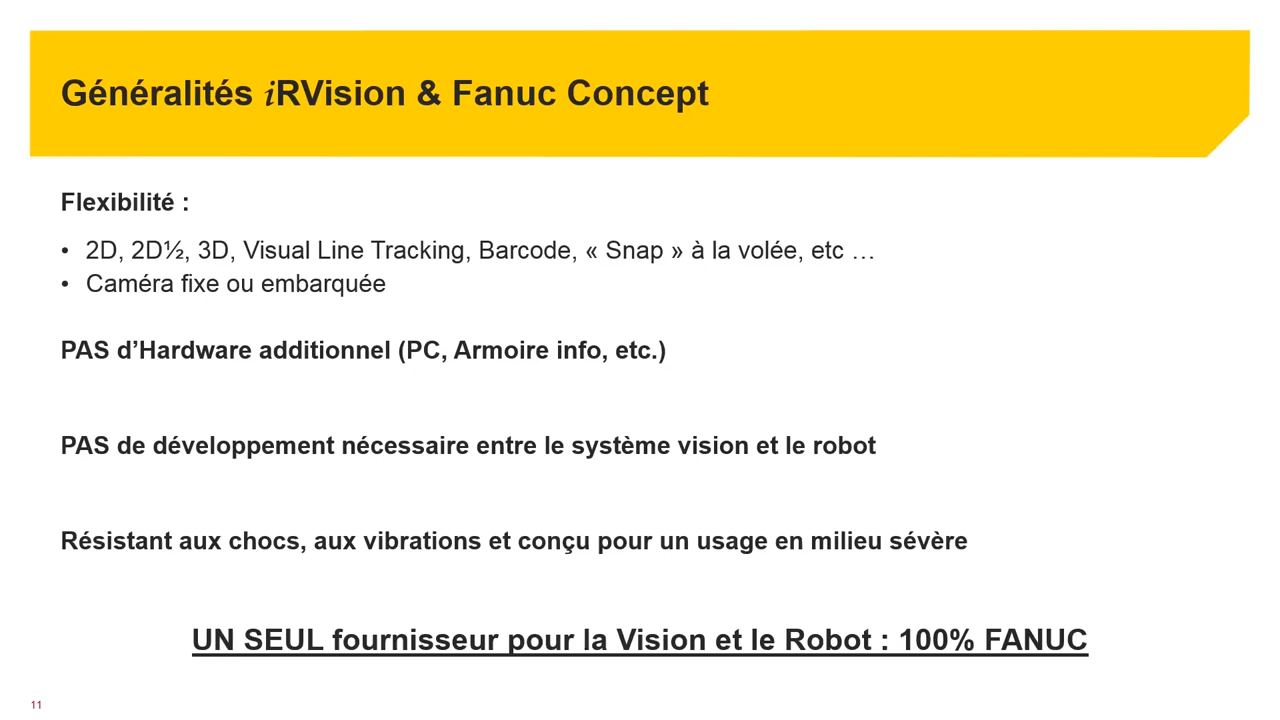 Généralités iRVision & Fanuc Concept
Flexibilité :
• 2D, 2D½, 3D, Visual Line Tracking, Barcode, « Snap » à la volée, etc …
• Caméra fixe ou embarquée
PAS d’Hardware additionnel (PC, Armoire info, etc.)
PAS de développement nécessaire entre le système vision et le robot
Résistant aux chocs, aux vibrations et conçu pour un usage en milieu sévère
UN SEUL fournisseur pour la Vision et le Robot : 100% FANUC
11